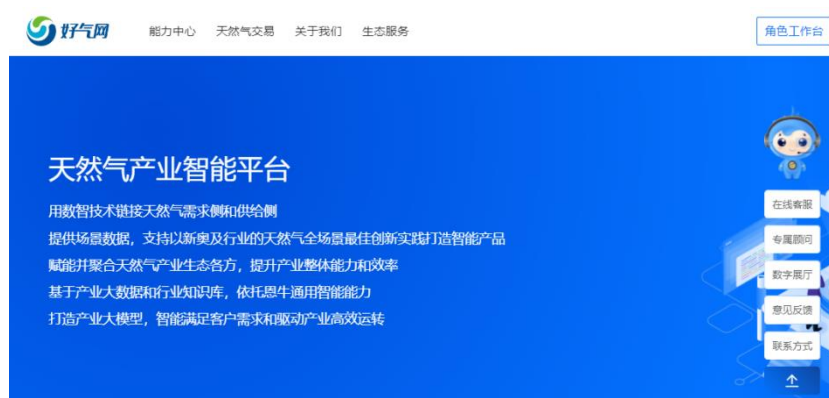 好气网
能力中心 天然气交易 关于我们 生态服务
角色工作台
天然气产业智能平台
用数智技术链接天然气需求侧和供给侧
提供场景数据，支持以新奥及行业的天然气全场景最佳创新实践打造智能产品
赋能并聚合天然气产业生态各方，提升产业整体能力和效率
基于产业大数据和行业知识库，依托恩牛通用智能能力
打造产业大模型，智能满足客户需求和驱动产业高效运转
在线客服
专属顾问
数字展厅
意见反馈
联系方式